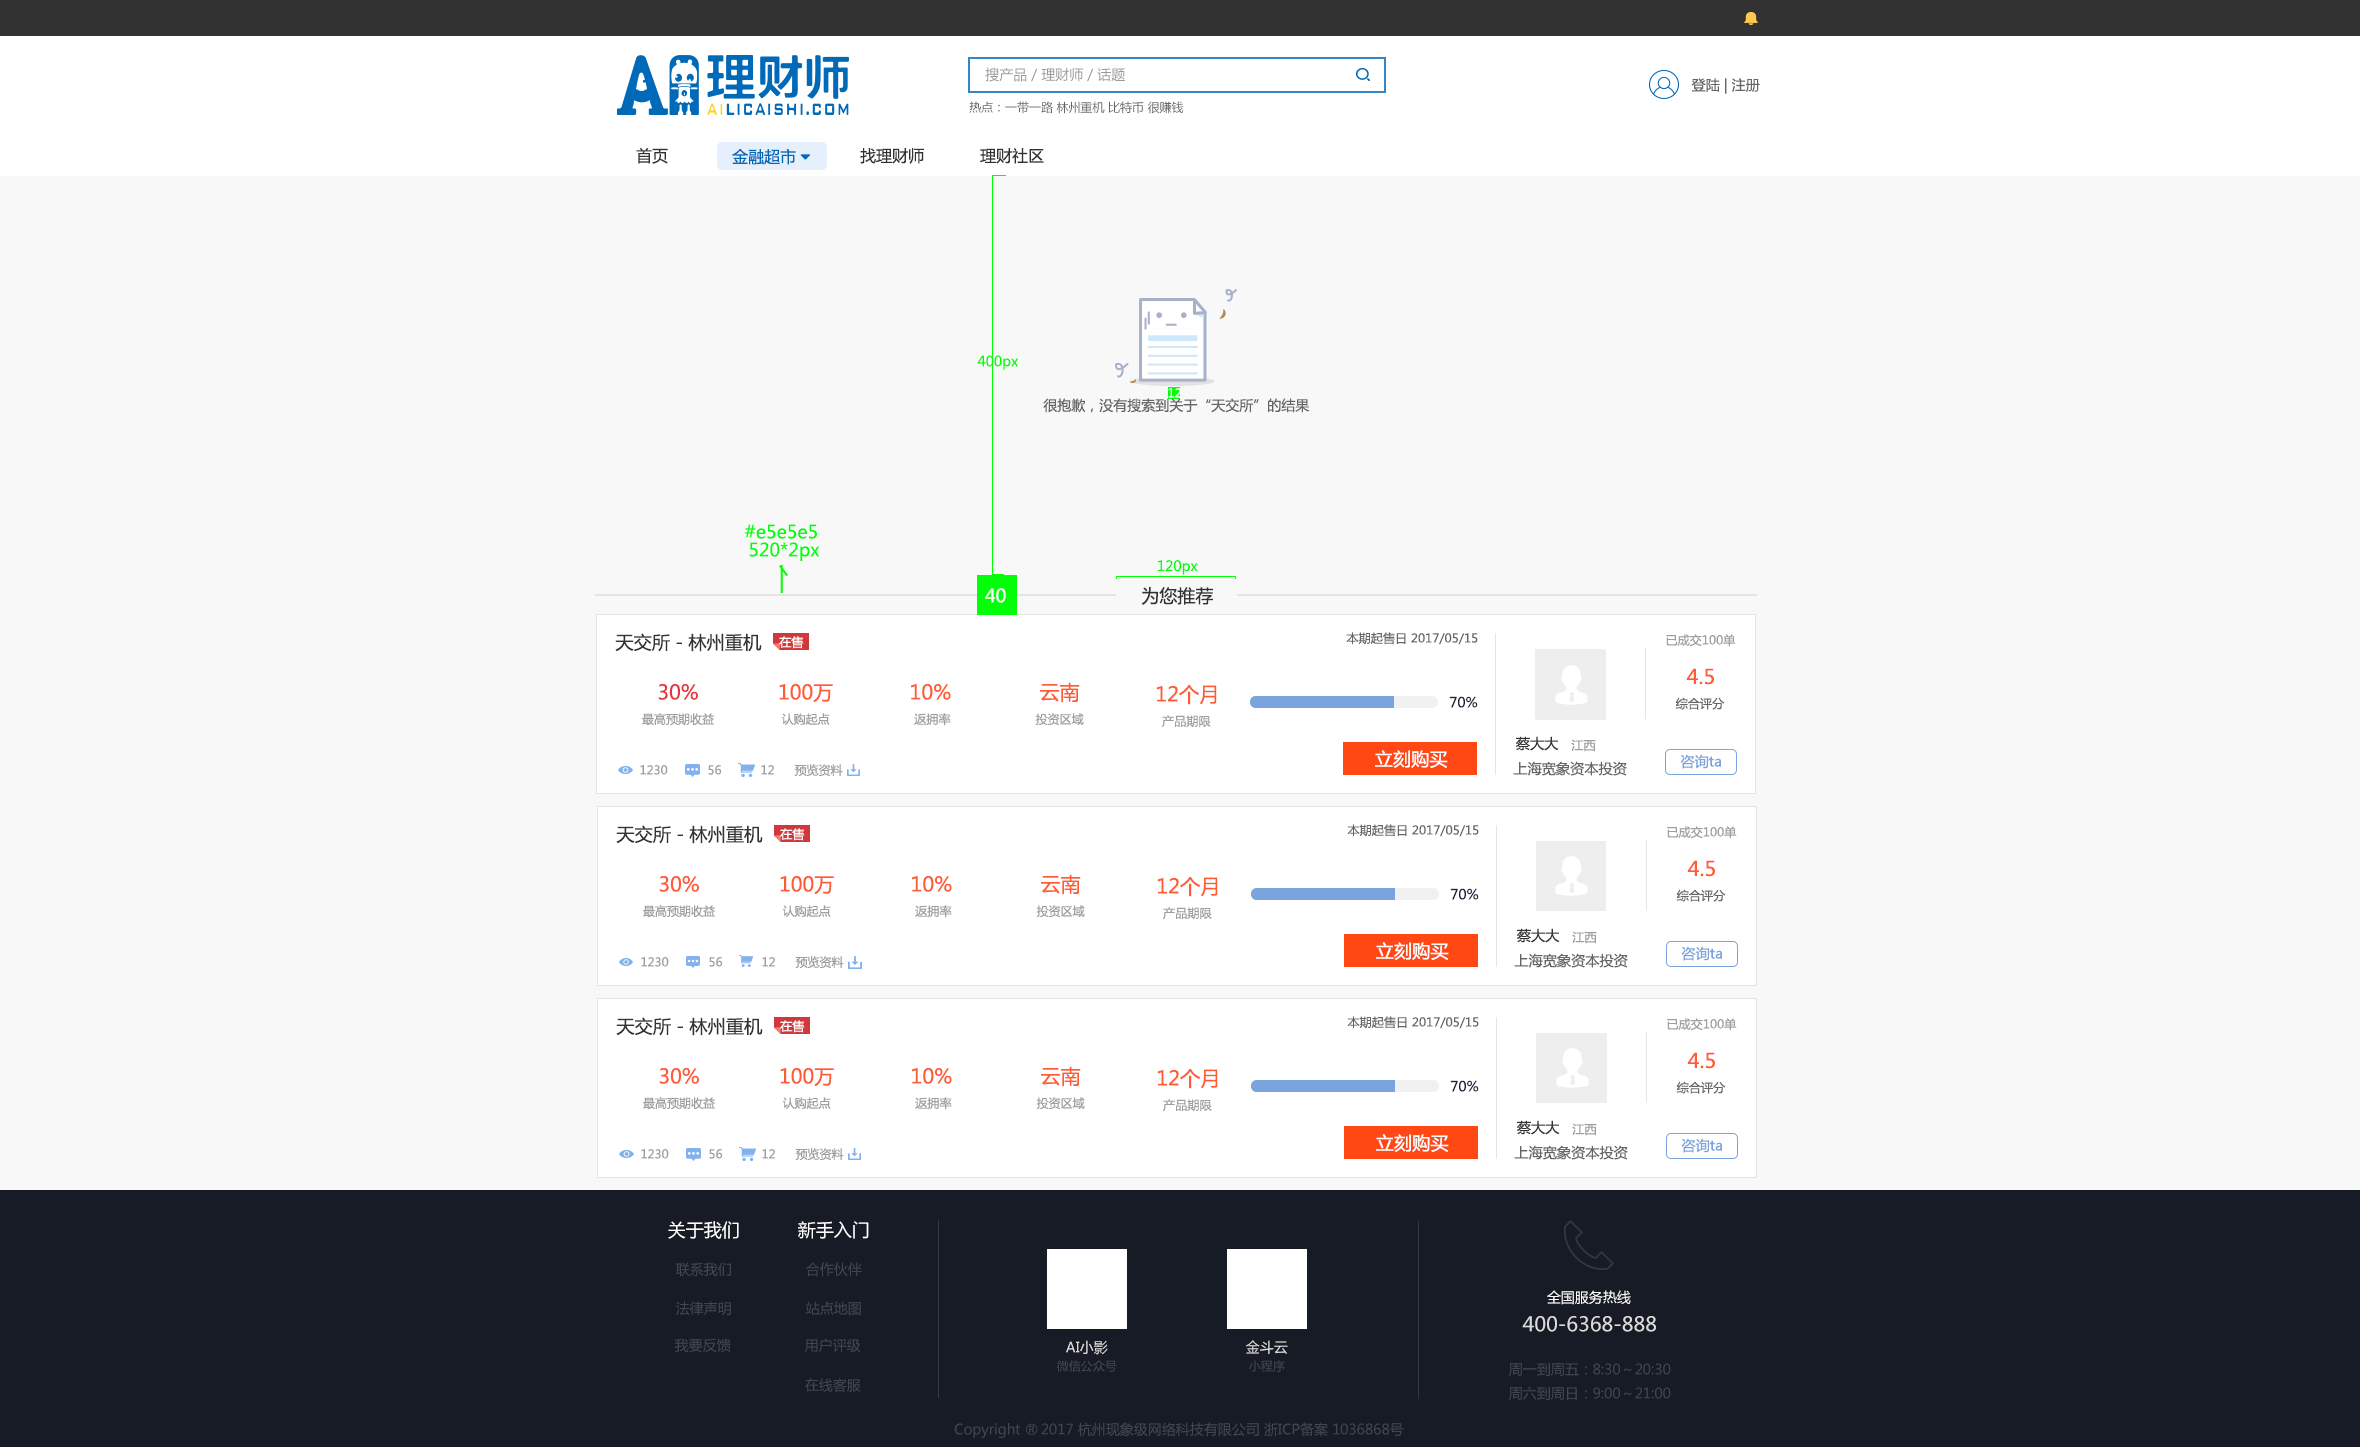 AI理财师
AILICAISHI.COM
搜产品 / 理财师 / 话题
热点：一带一路 林州重机 比特币 很赚钱
登陆 | 注册
首页 金融超市 找理财师 理财社区
400px
很抱歉，没有搜索到关于“天交所”的结果
#e5e5e5
520*2px
120px
40
为您推荐
天交所 - 林州重机 在售 本期起售日 2017/05/15 已成交100单
30% 100万 10% 云南 12个月 70% 4.5
最高预期收益 认购起点 返拥率 投资区域 产品期限 综合评分
1230 56 12 预览资料 立刻购买
蔡大大 江西
上海宽象资本投资 咨询ta
天交所 - 林州重机 在售 本期起售日 2017/05/15 已成交100单
30% 100万 10% 云南 12个月 70% 4.5
最高预期收益 认购起点 返拥率 投资区域 产品期限 综合评分
1230 56 12 预览资料 立刻购买
蔡大大 江西
上海宽象资本投资 咨询ta
天交所 - 林州重机 在售 本期起售日 2017/05/15 已成交100单
30% 100万 10% 云南 12个月 70% 4.5
最高预期收益 认购起点 返拥率 投资区域 产品期限 综合评分
1230 56 12 预览资料 立刻购买
蔡大大 江西
上海宽象资本投资 咨询ta
关于我们
联系我们
法律声明
我要反馈
新手入门
合作伙伴
站点地图
用户评级
在线客服
AI小影
微信公众号
金斗云
小程序
全国服务热线
400-6368-888
周一到周五：8:30～20:30
周六到周日：9:00～21:00
Copyright ® 2017 杭州现象级网络科技有限公司 浙ICP备案 1036868号